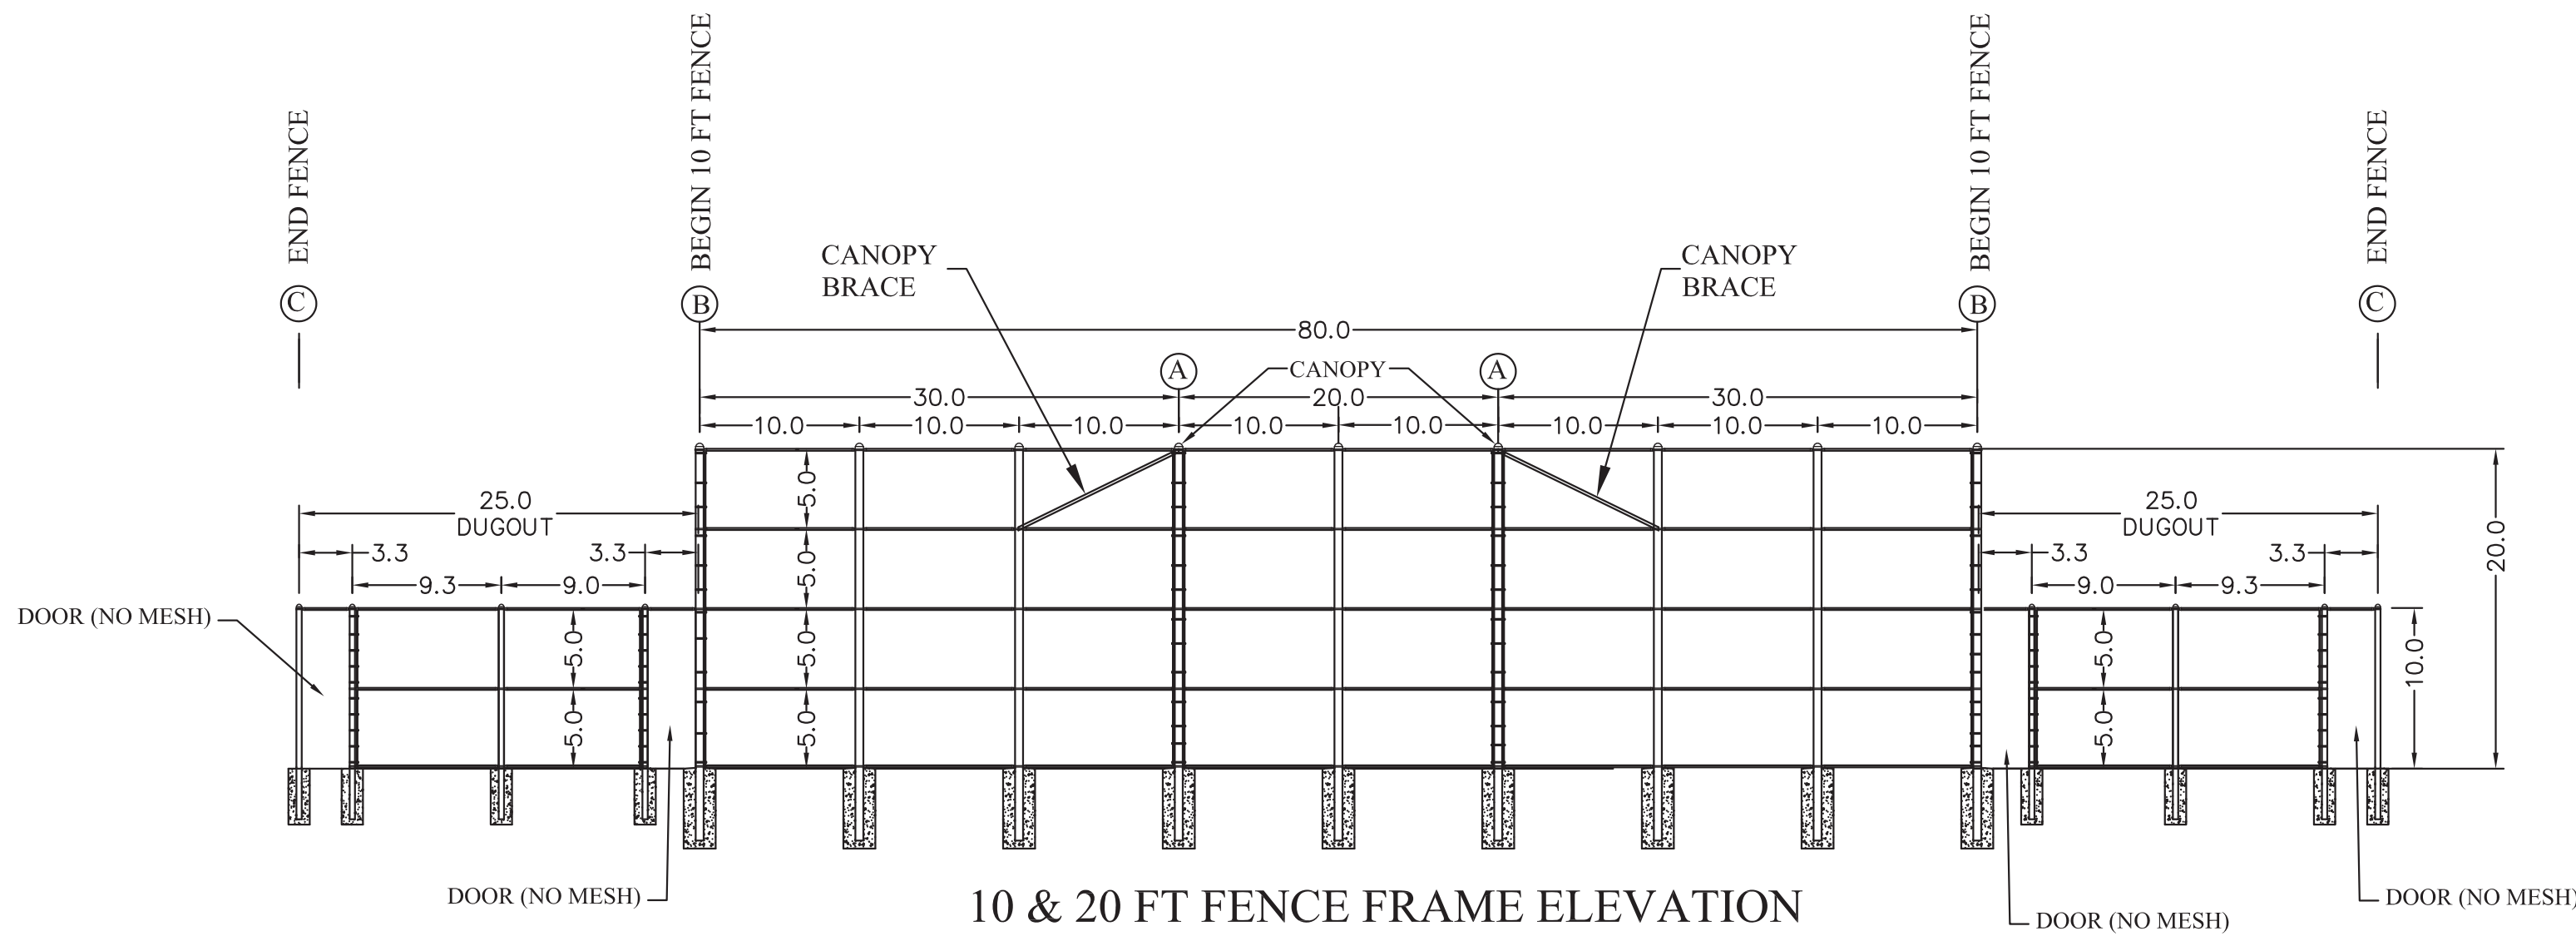 END FENCE
BEGIN 10 FT FENCE
BEGIN 10 FT FENCE
END FENCE
C
B
B
C
CANOPY
BRACE
CANOPY
BRACE
80.0
A
CANOPY
A
30.0
20.0
30.0
10.0
10.0
10.0
10.0
10.0
10.0
10.0
10.0
25.0
DUGOUT
3.3
3.3
9.3
9.0
25.0
DUGOUT
3.3
3.3
9.0
9.3
5.0
5.0
5.0
5.0
5.0
5.0
5.0
5.0
20.0
10.0
DOOR (NO MESH)
DOOR (NO MESH)
DOOR (NO MESH)
DOOR (NO MESH)
10 & 20 FT FENCE FRAME ELEVATION